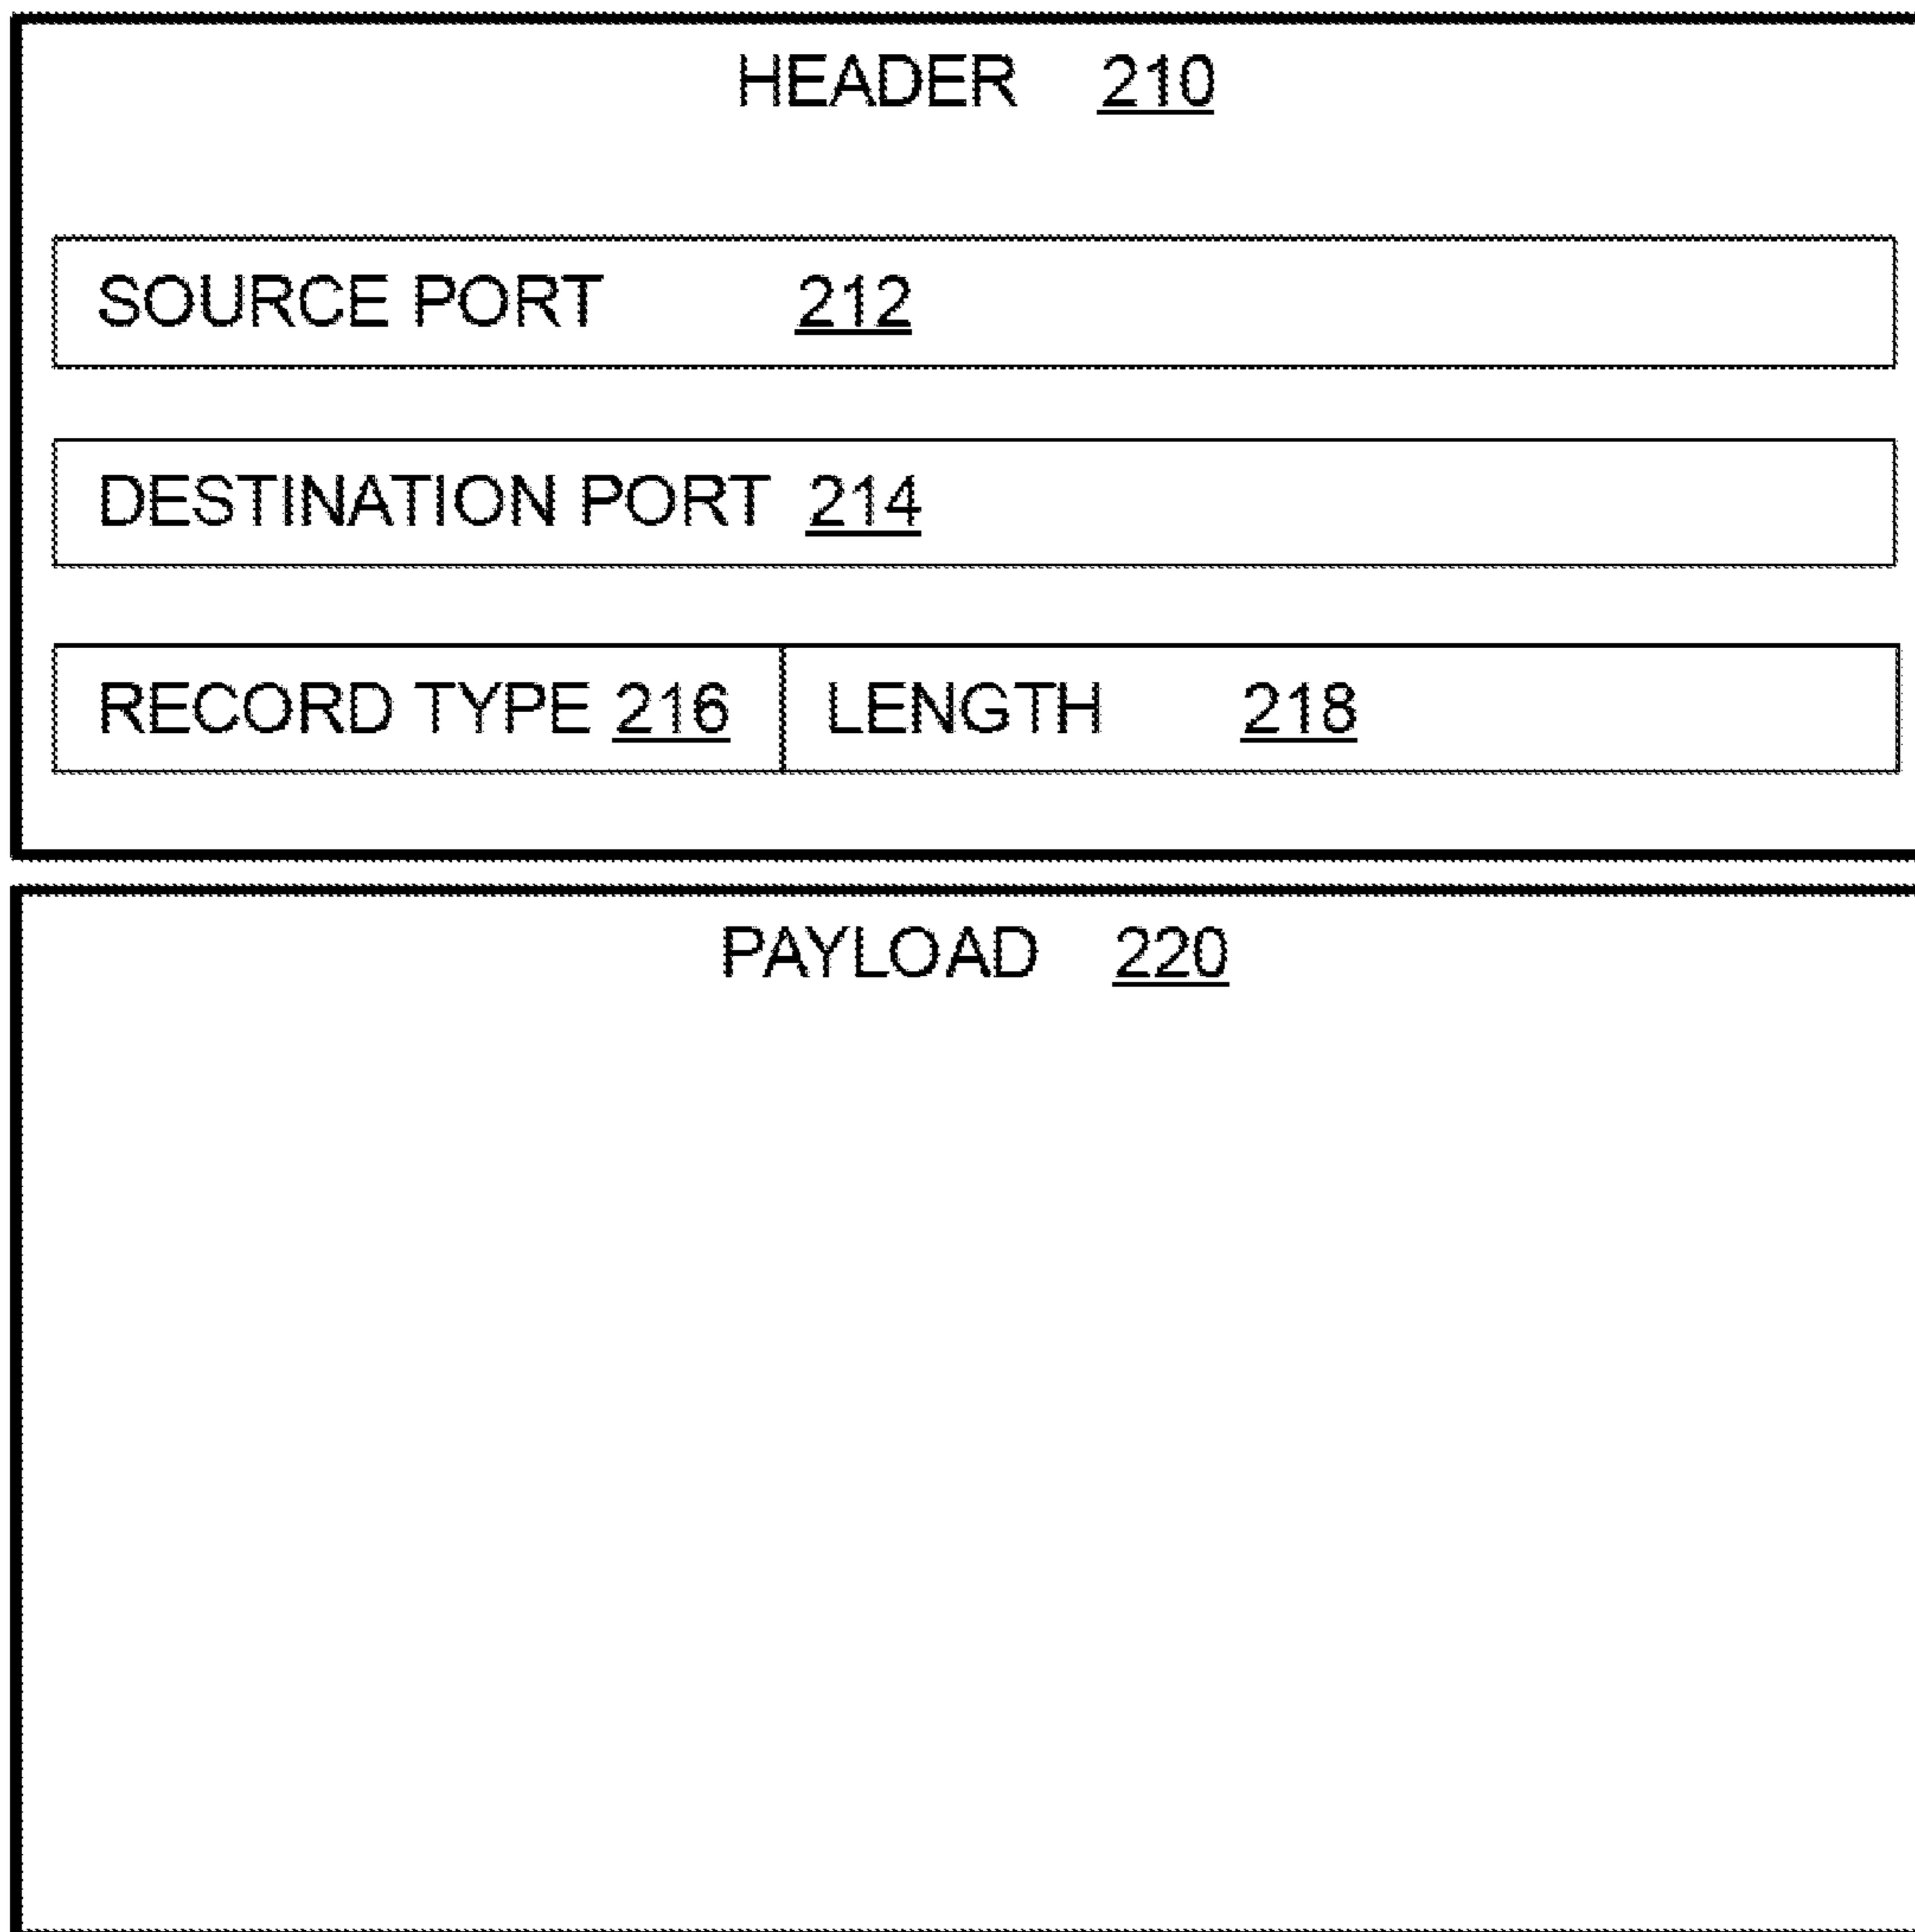 HEADER 210
SOURCE PORT 212
DESTINATION PORT 214
RECORD TYPE 216 LENGTH 218
PAYLOAD 220